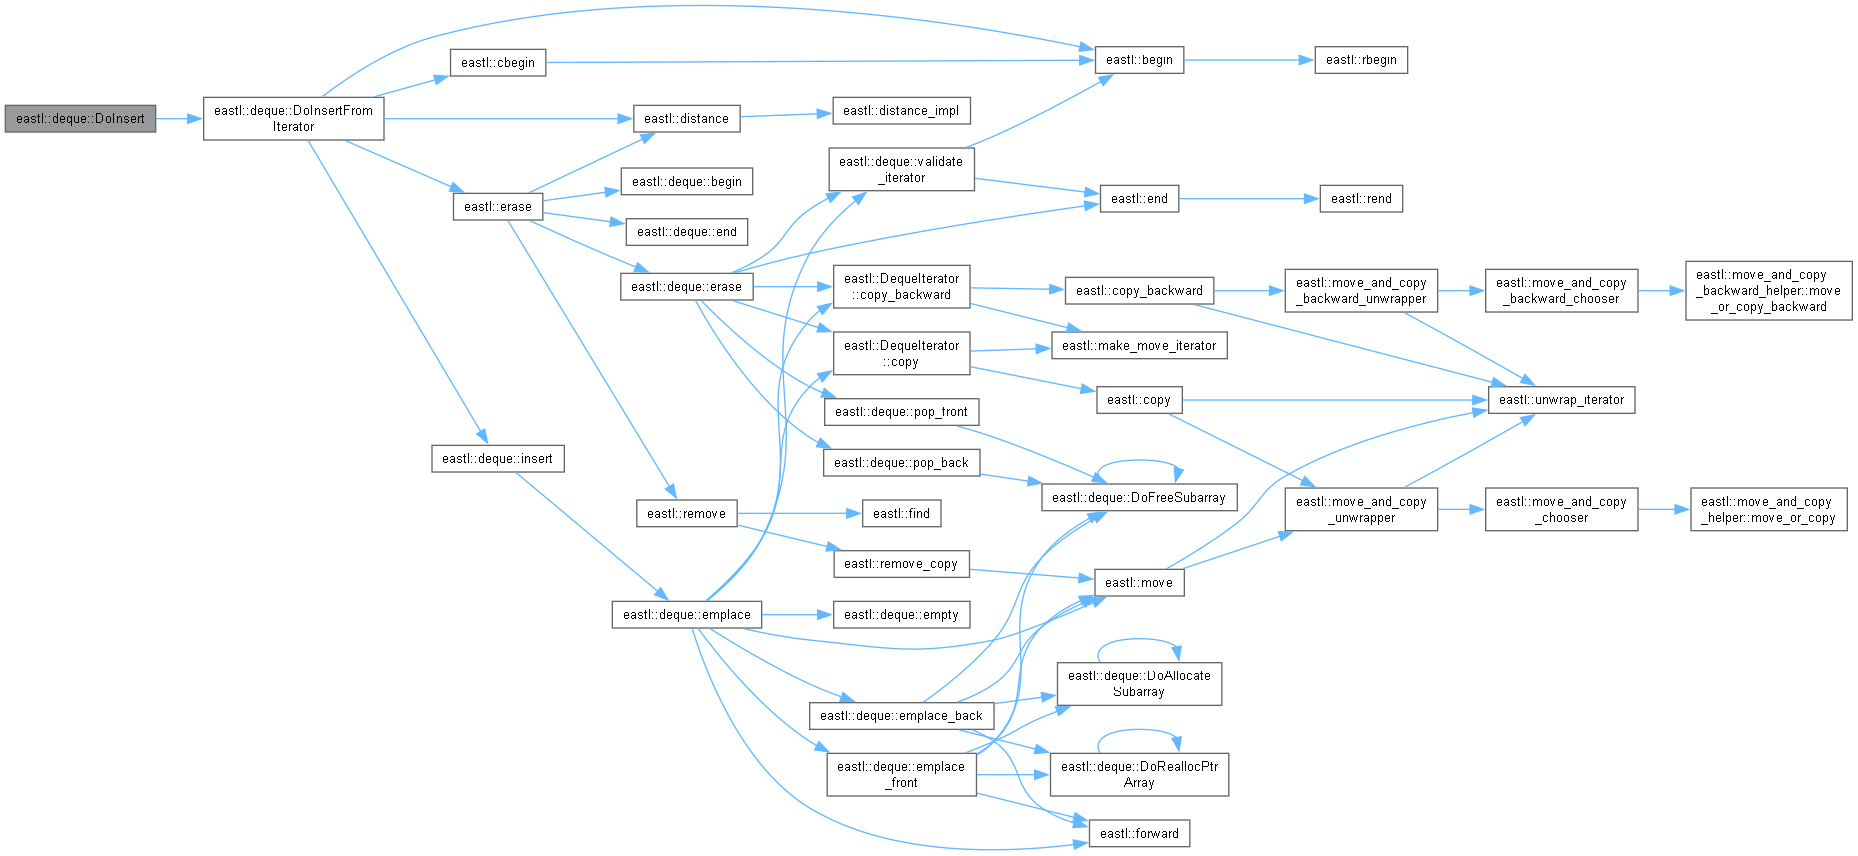 eastl::deque::DoInsert
eastl::deque::DoInsertFrom
Iterator
eastl::cbegin
eastl::begin
eastl::rbegin
eastl::distance
eastl::distance_impl
eastl::erase
eastl::deque::begin
eastl::deque::end
eastl::deque::validate
_iterator
eastl::end
eastl::rend
eastl::deque::erase
eastl::DequeIterator
::copy_backward
eastl::copy_backward
eastl::move_and_copy
_backward_unwrapper
eastl::move_and_copy
_backward_chooser
eastl::move_and_copy
_backward_helper::move
_or_copy_backward
eastl::DequeIterator
::copy
eastl::make_move_iterator
eastl::copy
eastl::unwrap_iterator
eastl::deque::pop_front
eastl::deque::pop_back
eastl::deque::insert
eastl::deque::DoFreeSubarray
eastl::remove
eastl::find
eastl::move_and_copy
_unwrapper
eastl::move_and_copy
_chooser
eastl::move_and_copy
_helper::move_or_copy
eastl::remove_copy
eastl::move
eastl::deque::emplace
eastl::deque::empty
eastl::deque::DoAllocate
Subarray
eastl::deque::emplace_back
eastl::deque::emplace
_front
eastl::deque::DoReallocPtr
Array
eastl::forward